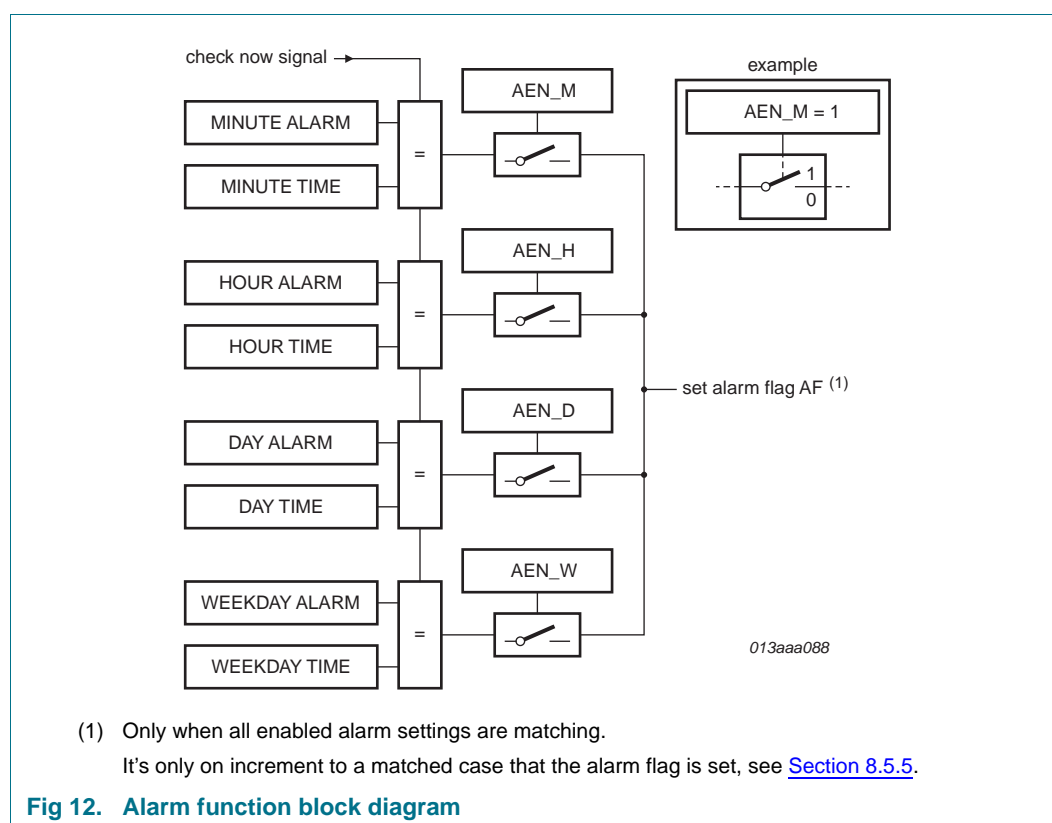 check now signal
example
AEN_M
AEN_M = 1
MINUTE ALARM
=
1
0
MINUTE TIME
AEN_H
HOUR ALARM
=
HOUR TIME
set alarm flag AF (1)
AEN_D
DAY ALARM
=
DAY TIME
AEN_W
WEEKDAY ALARM
=
013aaa088
WEEKDAY TIME
(1) Only when all enabled alarm settings are matching.
It's only on increment to a matched case that the alarm flag is set, see Section 8.5.5.
Fig 12. Alarm function block diagram